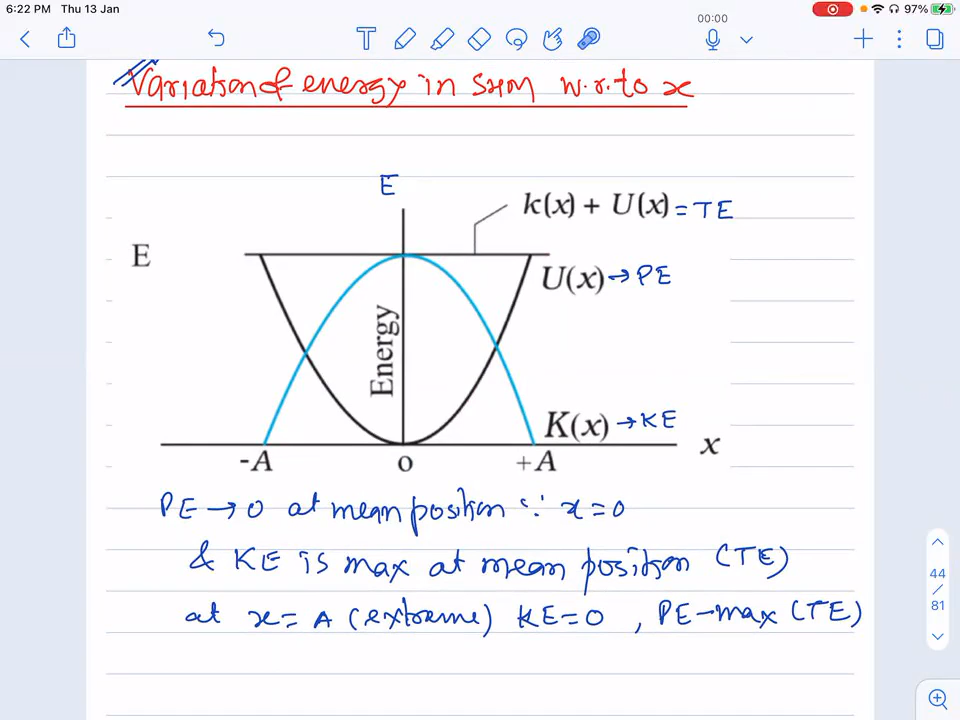 6:22 PM Thu 13 Jan
97%
00:00
T
Variation of energy in SHM w.r.to x
E
k(x) + U(x) = TE
E
U(x) → PE
Energy
K(x) → KE
-A 0 +A x
PE → 0 at mean position ∵ x = 0
& KE is max at mean position (TE)
at x = A (extreme) KE = 0 , PE - max (TE)
44
/
81